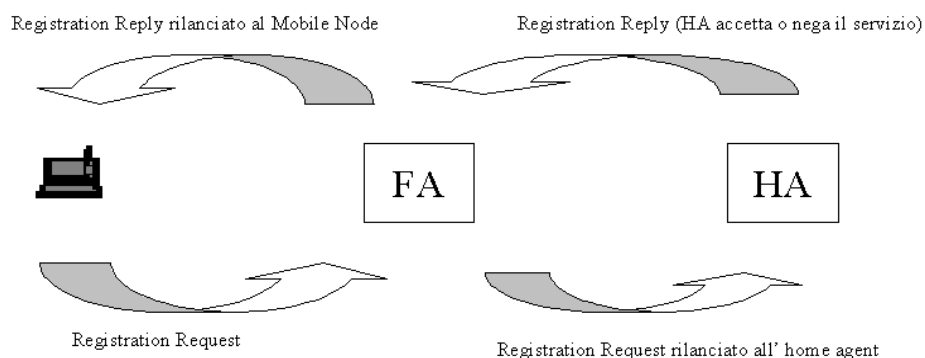 Registration Reply rilanciato al Mobile Node
Registration Reply (HA accetta o nega il servizio)
FA
HA
Registration Request
Registration Request rilanciato all' home agent